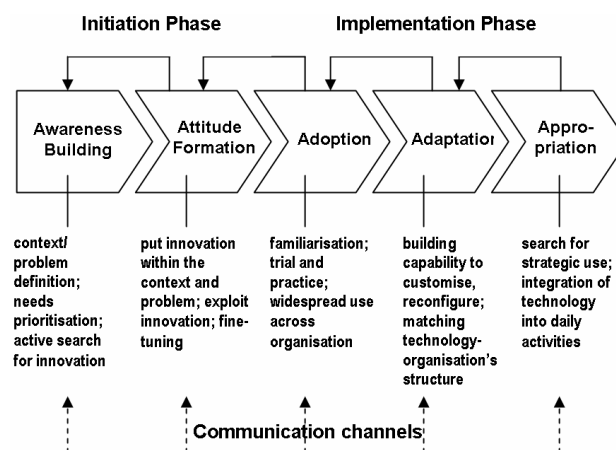 Initiation Phase
Implementation Phase
Awareness
Building
Attitude
Formation
Adoption
Adaptation
Appro-
priation
context/
problem
definition;
needs
prioritisation;
active search
for innovation
put innovation
within the
context and
problem; exploit
innovation; fine-
tuning
familiarisation;
trial and
practice;
widespread use
across
organisation
building
capability to
customise,
reconfigure;
matching
technology-
organisation's
structure
search for
strategic use;
integration of
technology
into daily
activities
Communication channels